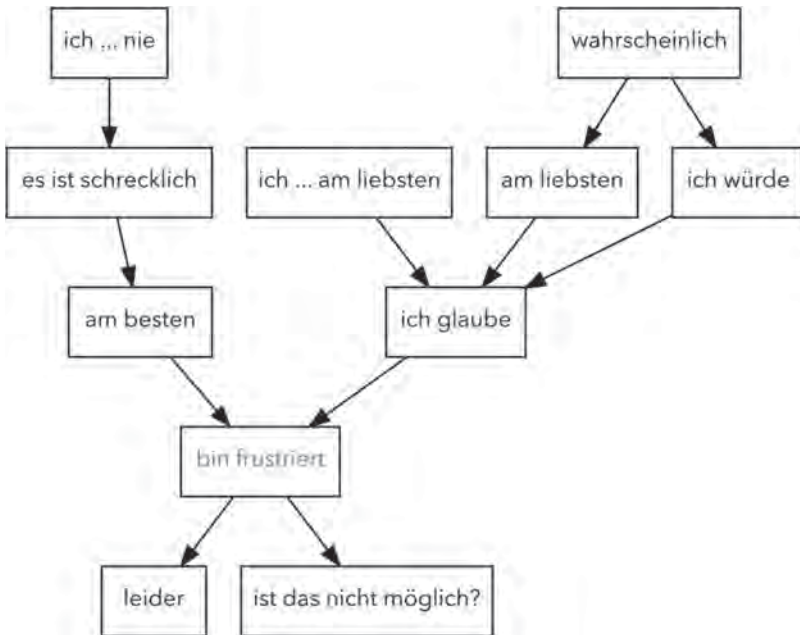 ich ... nie
wahrscheinlich
es ist schrecklich
ich ... am liebsten
am liebsten
ich würde
am besten
ich glaube
bin frustriert
leider
ist das nicht möglich?